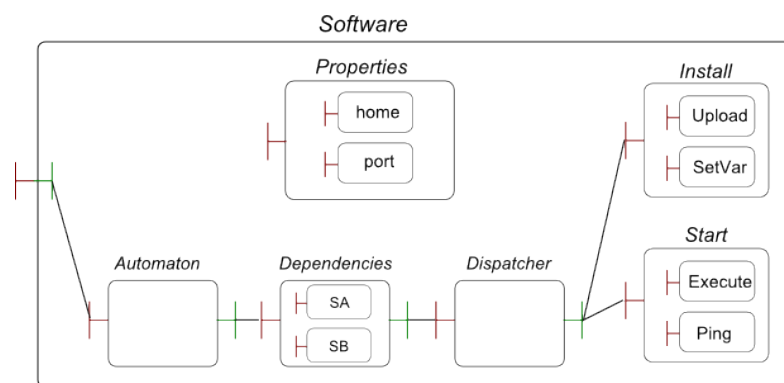 Software
Properties
home
port
Install
Upload
SetVar
Automaton
Dependencies
SA
SB
Dispatcher
Start
Execute
Ping